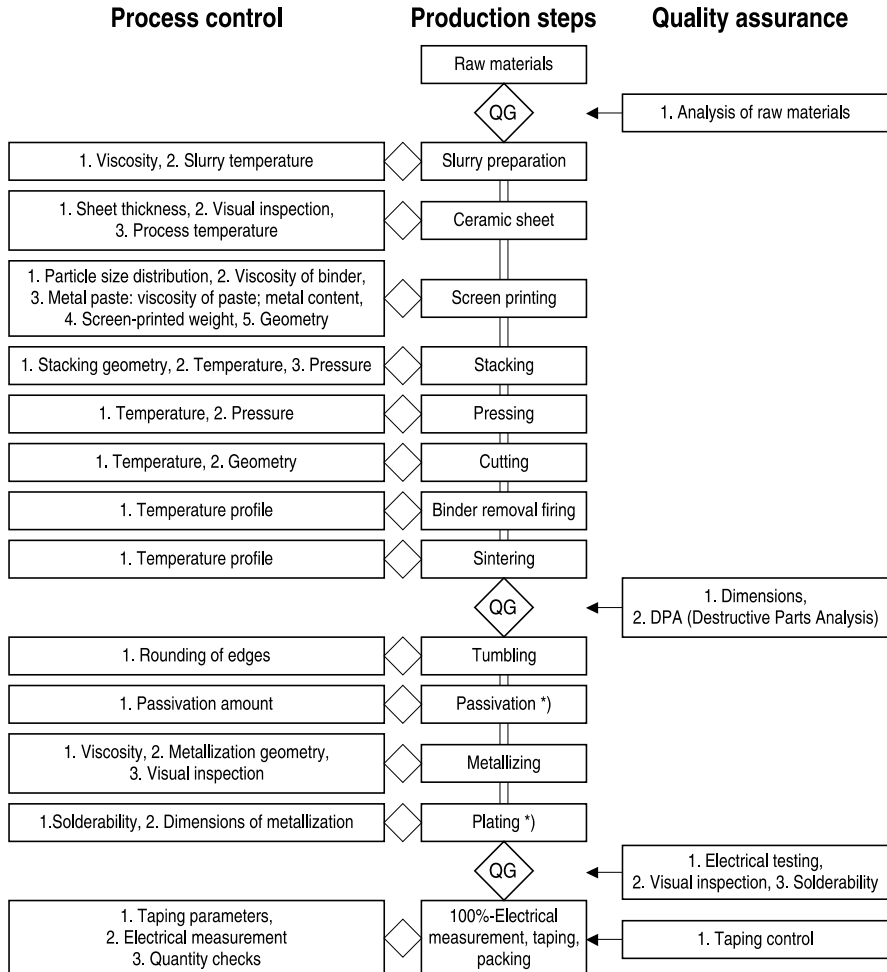 Process control
Production steps
Quality assurance
Raw materials
QG
1. Analysis of raw materials
1. Viscosity, 2. Slurry temperature
Slurry preparation
1. Sheet thickness, 2. Visual inspection,
3. Process temperature
Ceramic sheet
1. Particle size distribution, 2. Viscosity of binder,
3. Metal paste: viscosity of paste; metal content,
4. Screen-printed weight, 5. Geometry
Screen printing
1. Stacking geometry, 2. Temperature, 3. Pressure
Stacking
1. Temperature, 2. Pressure
Pressing
1. Temperature, 2. Geometry
Cutting
1. Temperature profile
Binder removal firing
1. Temperature profile
Sintering
QG
1. Dimensions,
2. DPA (Destructive Parts Analysis)
1. Rounding of edges
Tumbling
1. Passivation amount
Passivation *)
1. Viscosity, 2. Metallization geometry,
3. Visual inspection
Metallizing
1.Solderability, 2. Dimensions of metallization
Plating *)
QG
1. Electrical testing,
2. Visual inspection, 3. Solderability
1. Taping parameters,
2. Electrical measurement
3. Quantity checks
100%-Electrical
measurement, taping,
packing
1. Taping control